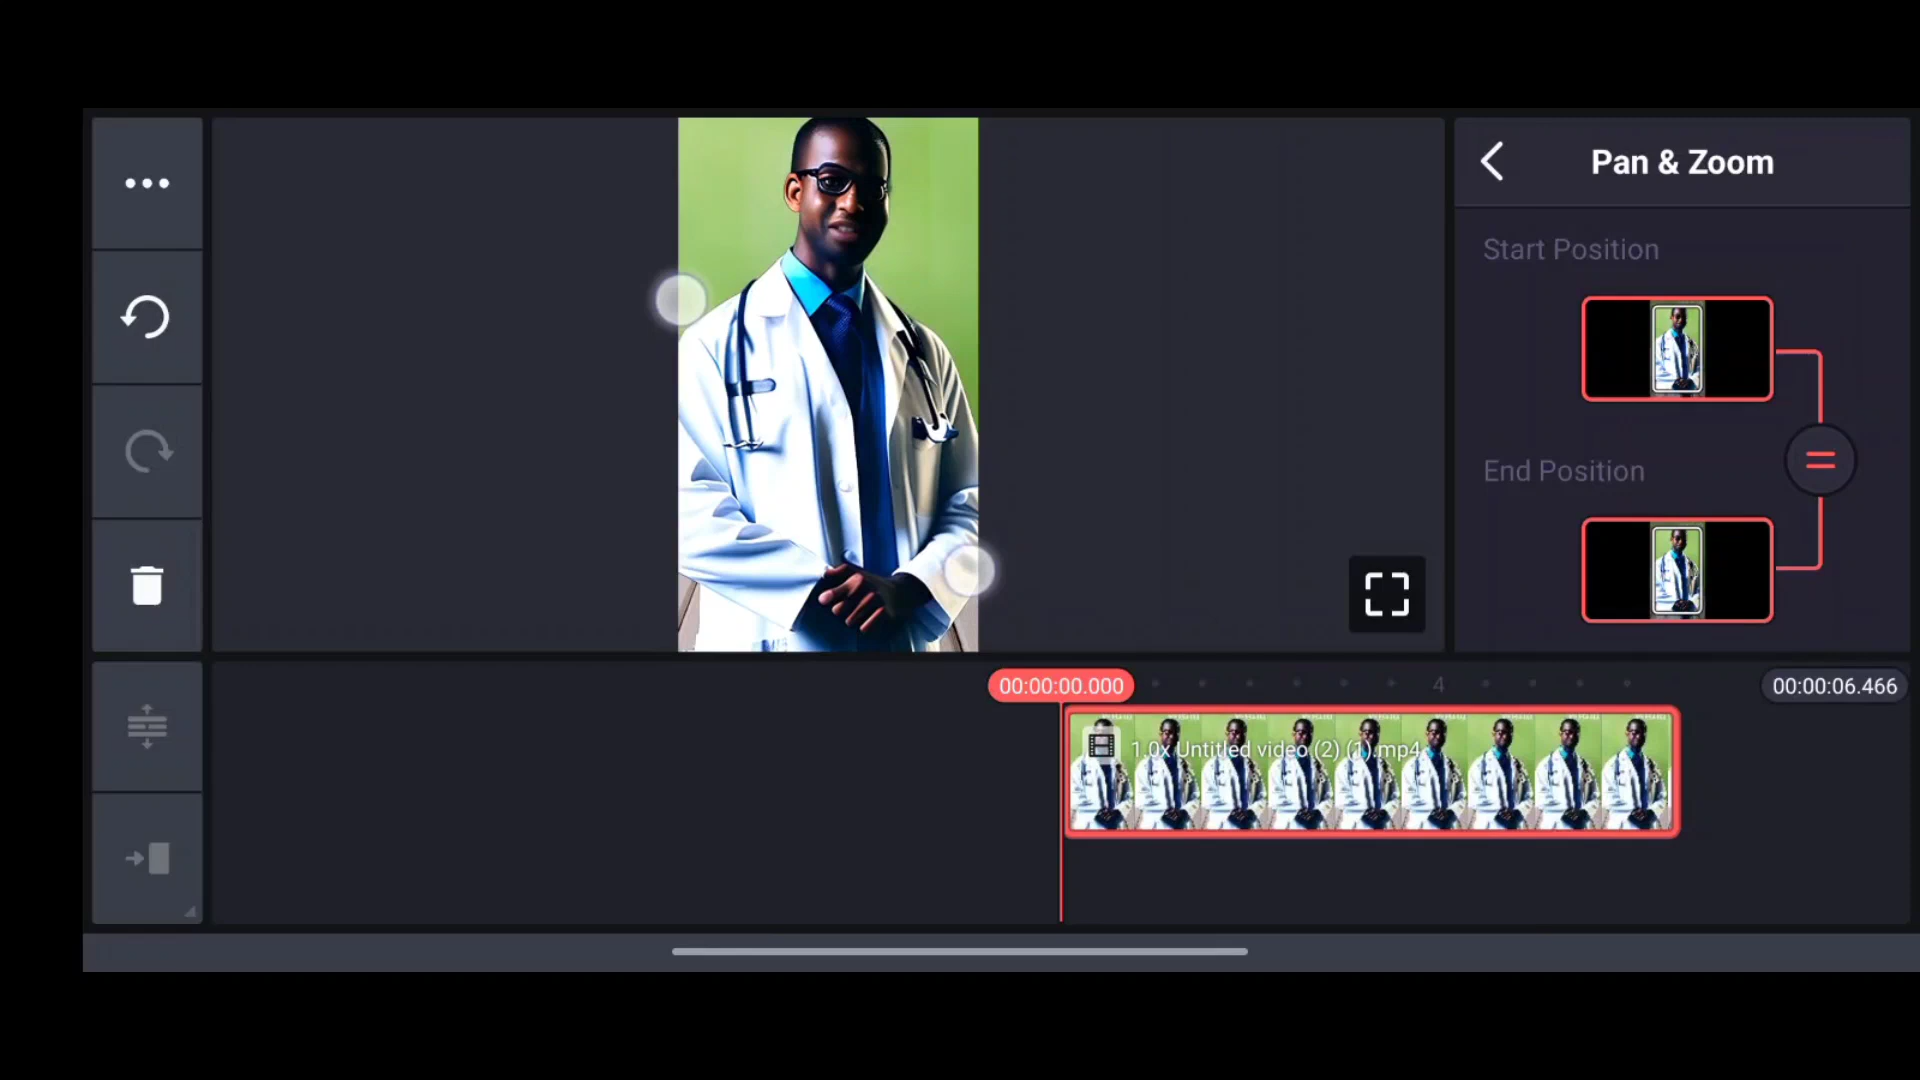 Pan & Zoom
Start Position
End Position
00:00:00.000
4
00:00:06.466
1.0x Untitled video (2) (1).mp4